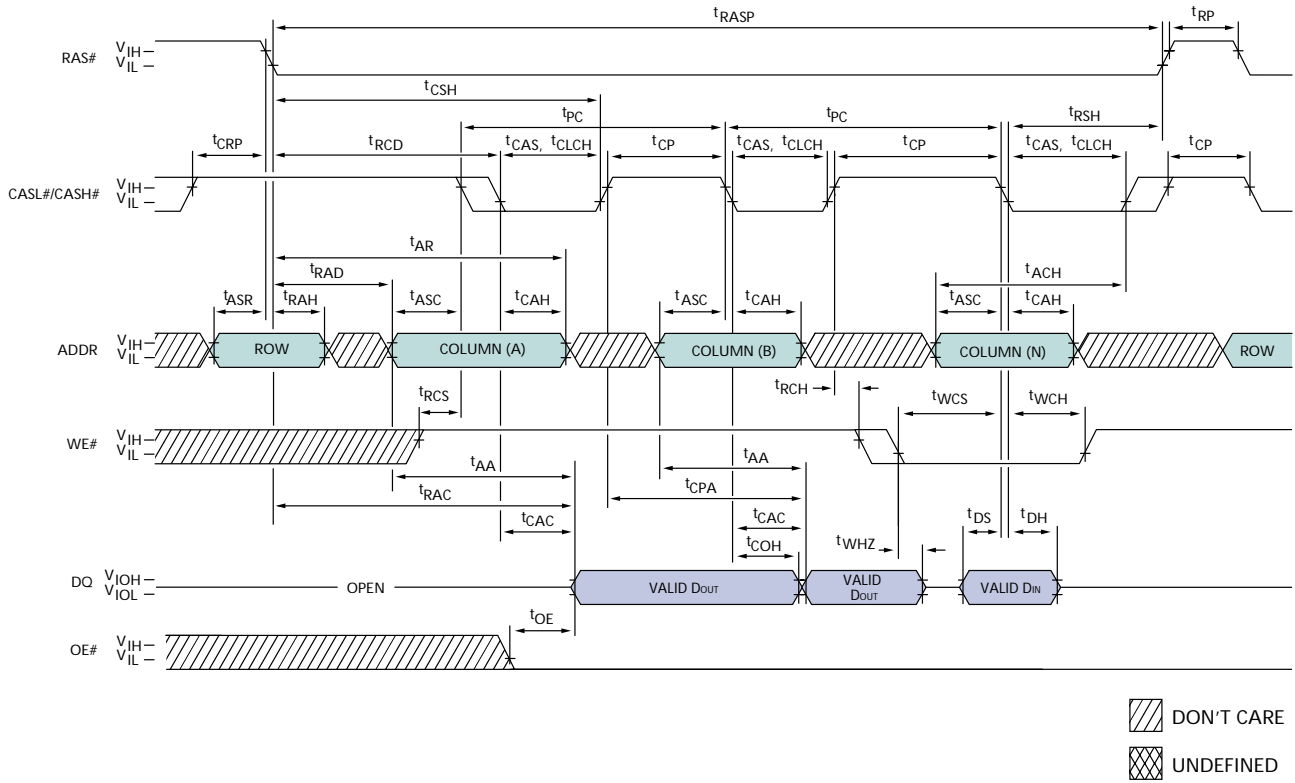 tRASP
tRP
RAS#
VIH
VIL
tCSH
tPC
tPC
tRSH
tCRP
tRCD
tCAS, tCLCH
tCP
tCAS, tCLCH
tCP
tCAS, tCLCH
tCP
CASL#/CASH#
VIH
VIL
tAR
tRAD
tACH
tASR
tRAH
tASC
tCAH
tASC
tCAH
tASC
tCAH
ADDR
VIH
VIL
ROW
COLUMN (A)
COLUMN (B)
COLUMN (N)
ROW
tRCS
tRCH
tWCS
tWCH
WE#
VIH
VIL
tAA
tAA
tRAC
tCPA
tCAC
tCAC
tDS
tDH
tCOH
tWHZ
DQ
VIOH
VIOL
OPEN
VALID DOUT
VALID
DOUT
VALID DIN
tOE
OE#
VIH
VIL
DON'T CARE
UNDEFINED